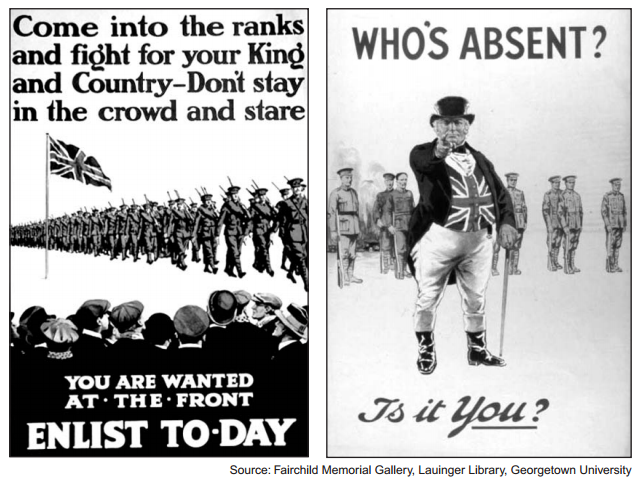 Come into the ranks
and fight for your King
and Country–Don't stay
in the crowd and stare
YOU ARE WANTED
AT·THE·FRONT
ENLIST TO·DAY
WHO'S ABSENT?
Is it You?
Source: Fairchild Memorial Gallery, Lauinger Library, Georgetown University